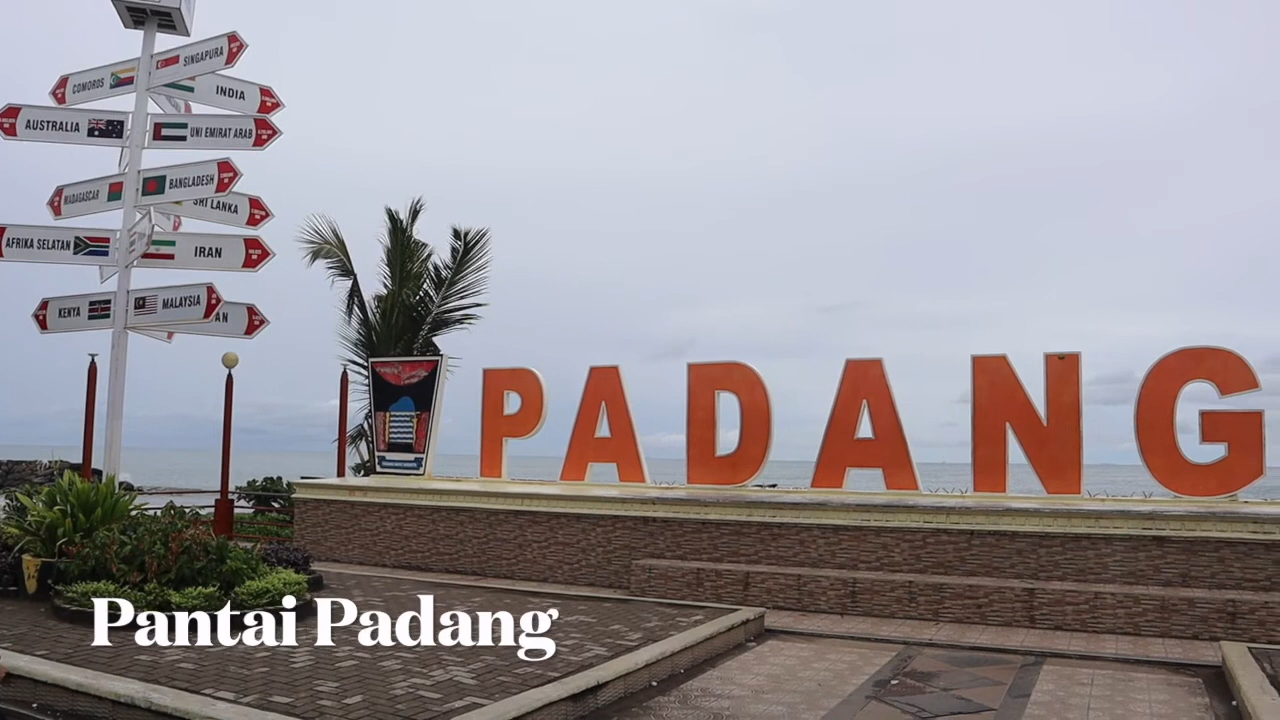 SINGAPURA
COMOROS
INDIA
AUSTRALIA
UNI EMIRAT ARAB
BANGLADESH
MADAGASCAR
SRI LANKA
AFRIKA SELATAN
IRAN
MALAYSIA
KENYA
AN
PADANG
Pantai Padang